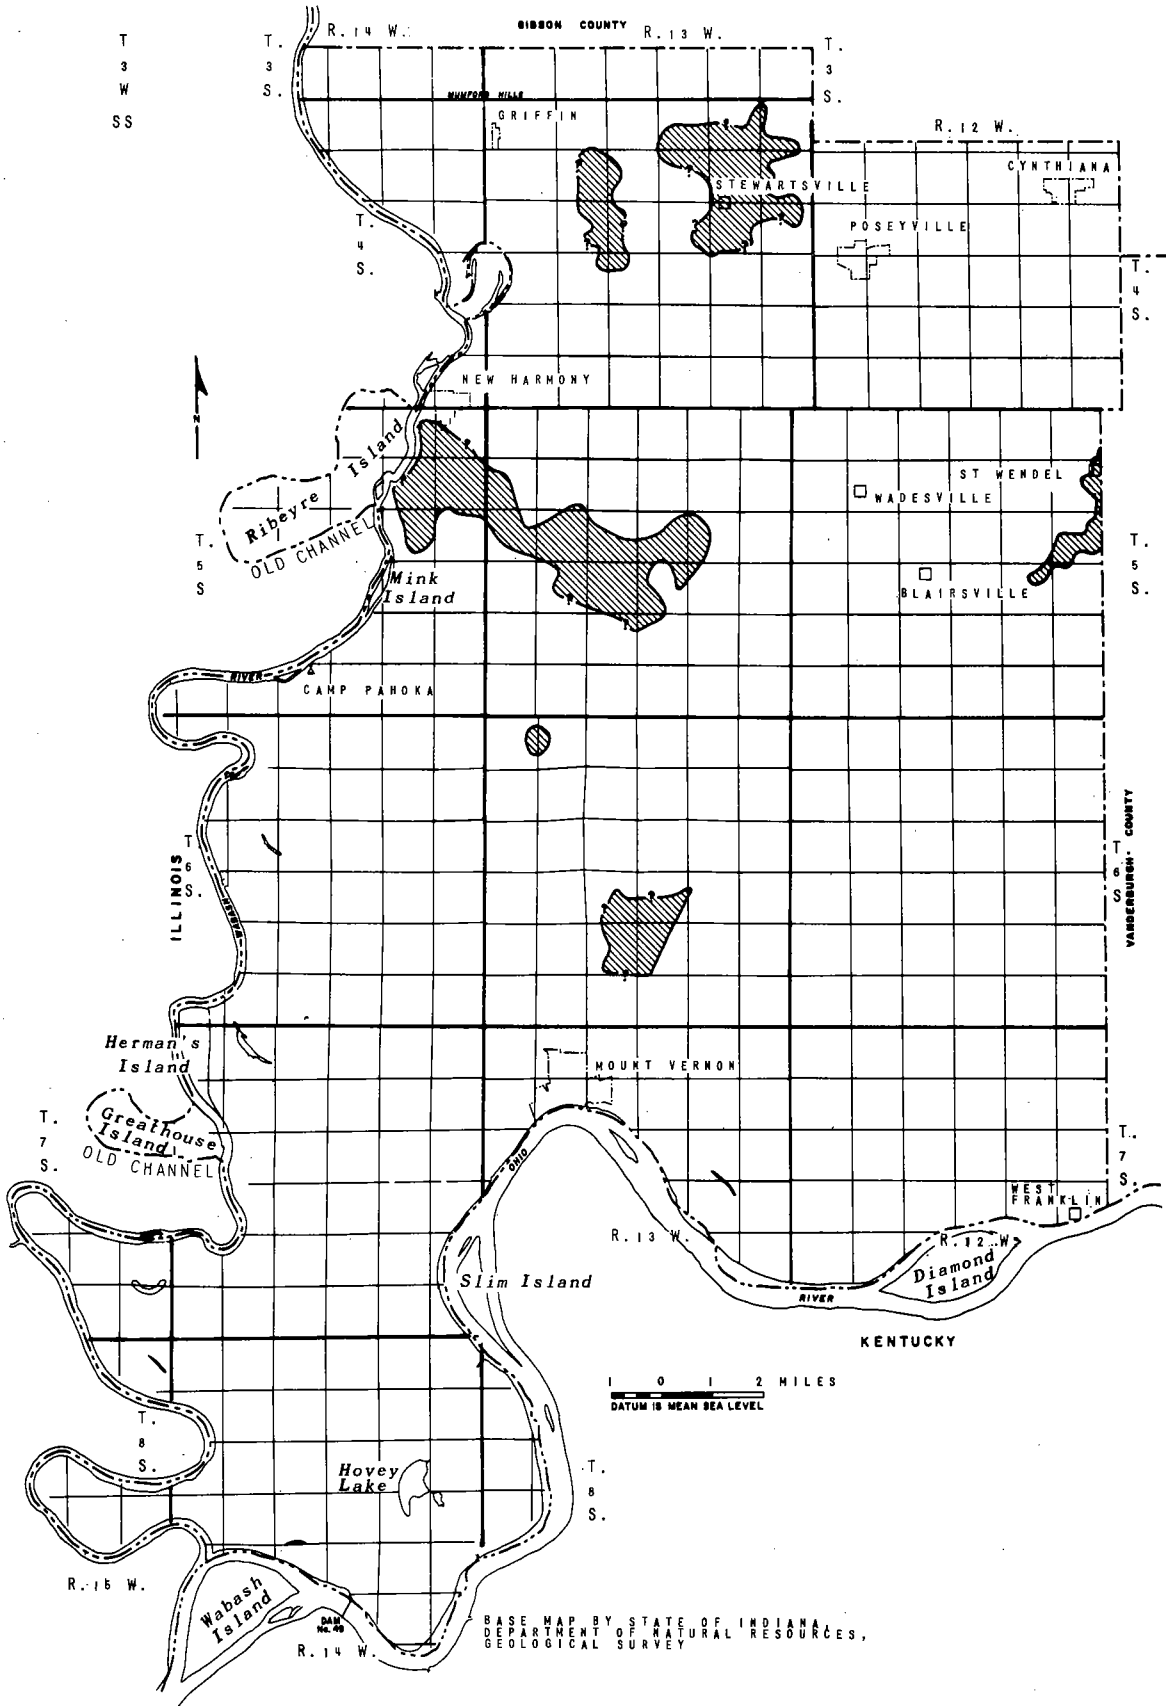 GIBSON COUNTY
R. 14 W.
R. 13 W.
T
3
W
SS
T.
3
S.
T.
3
S.
MUMFORD HILLS
GRIFFIN
R. 12 W.
CYNTHIANA
STEWARTSVILLE
POSEYVILLE
T.
4
S.
T.
4
S.
N
NEW HARMONY
Ribeyre Island
OLD CHANNEL
ST WENDEL
WADESVILLE
T.
5
S
T.
5
S.
Mink
Island
BLAIRSVILLE
RIVER
CAMP PAHOKA
ILLINOIS
T
6
S.
WABASH
VANDERBURGH COUNTY
T
6
S
Herman's
Island
MOUNT VERNON
T.
7
S.
Greathouse
Island
OLD CHANNEL
OHIO
T.
7
S.
WEST
FRANKLIN
R. 13 W.
R. 12 W.
Diamond
Island
Slim Island
RIVER
KENTUCKY
1 0 1 2 MILES
DATUM IS MEAN SEA LEVEL
T.
8
S.
Hovey
Lake
T.
8
S.
R. 15 W.
Wabash
Island
DAM
No. 49
R. 14 W.
BASE MAP BY STATE OF INDIANA,
DEPARTMENT OF NATURAL RESOURCES,
GEOLOGICAL SURVEY